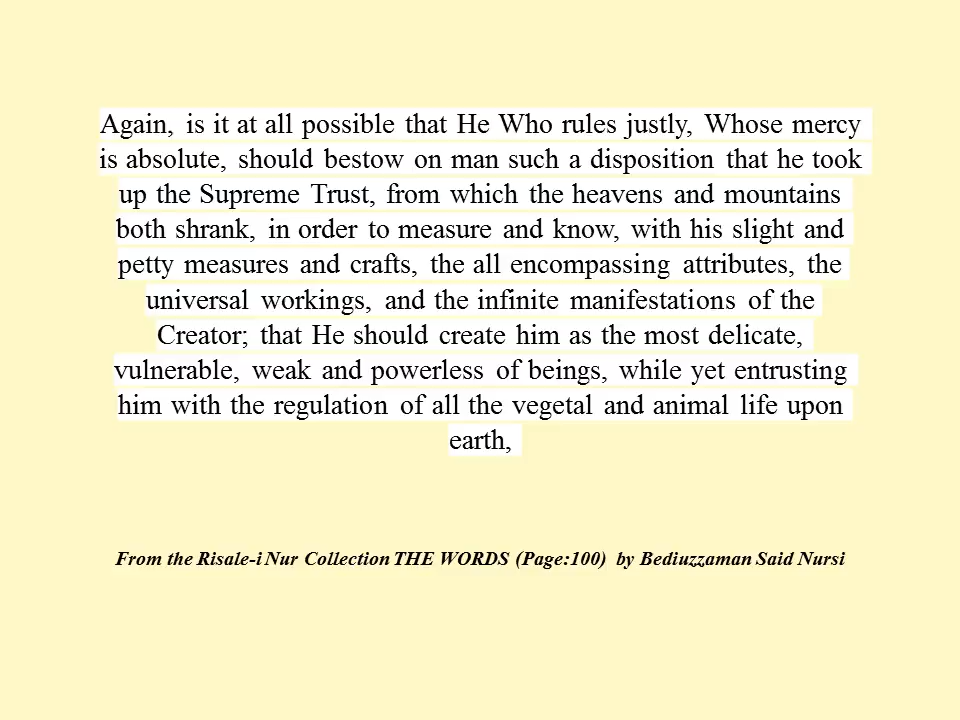 Again, is it at all possible that He Who rules justly, Whose mercy
is absolute, should bestow on man such a disposition that he took
up the Supreme Trust, from which the heavens and mountains
both shrank, in order to measure and know, with his slight and
petty measures and crafts, the all encompassing attributes, the
universal workings, and the infinite manifestations of the
Creator; that He should create him as the most delicate,
vulnerable, weak and powerless of beings, while yet entrusting
him with the regulation of all the vegetal and animal life upon
earth,
From the Risale-i Nur Collection THE WORDS (Page:100) by Bediuzzaman Said Nursi